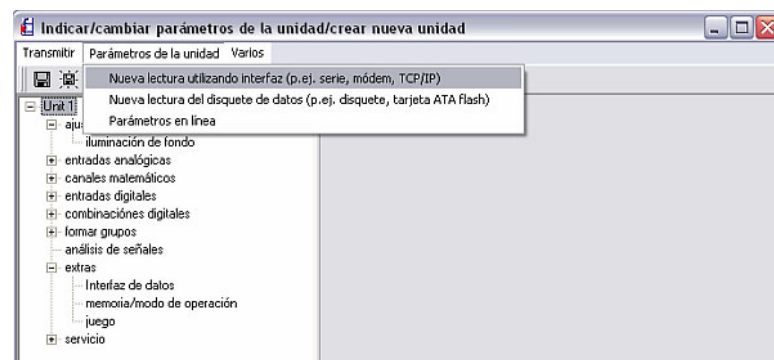 Indicar/cambiar parámetros de la unidad/crear nueva unidad
Transmitir Parámetros de la unidad Varios
Nueva lectura utilizando interfaz (p.ej. serie, módem, TCP/IP)
Nueva lectura del disquete de datos (p.ej. disquete, tarjeta ATA flash)
Parámetros en línea
Unit 1
aju
iluminación de fondo
entradas analógicas
canales matemáticos
entradas digitales
combinaciónes digitales
formar grupos
análisis de señales
extras
Interfaz de datos
memoria/modo de operación
juego
servicio